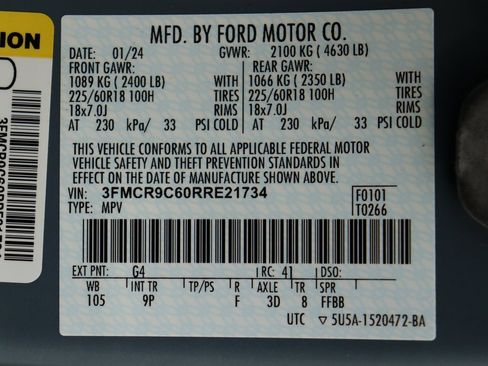 MFD. BY FORD MOTOR CO.
DATE: 01/24 GVWR: 2100 KG ( 4630 LB)
FRONT GAWR: REAR GAWR:
1089 KG ( 2400 LB) WITH 1066 KG ( 2350 LB) WITH
225/60R18 100H TIRES 225/60R18 100H TIRES
18x7.0J RIMS 18x7.0J RIMS
AT 230 kPa/ 33 PSI COLD AT 230 kPa/ 33 PSI COLD
THIS VEHICLE CONFORMS TO ALL APPLICABLE FEDERAL MOTOR
VEHICLE SAFETY AND THEFT PREVENTION STANDARDS IN
EFFECT ON THE DATE OF MANUFACTURE SHOWN ABOVE.
VIN: 3FMCR9C60RRE21734 F0101
TYPE: MPV T0266
EXT PNT: G4 RC: 41 DSO:
WB INT TR TP/PS R AXLE TR SPR
105 9P F 3D 8 FFBB
UTC ▽ 5U5A-1520472-BA